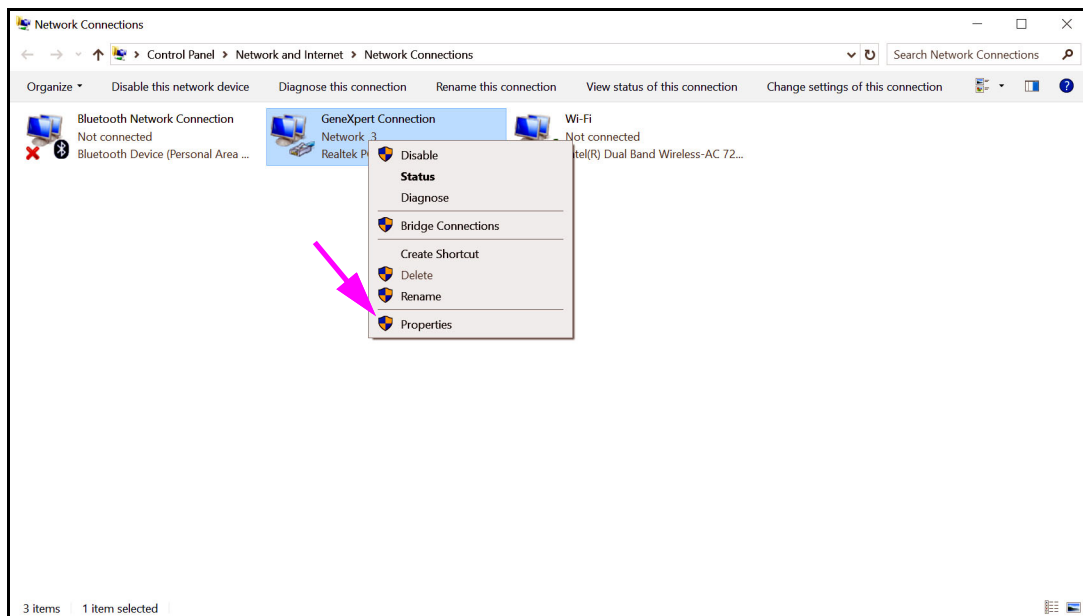 Network Connections
Control Panel > Network and Internet > Network Connections
Search Network Connections
Organize
Disable this network device
Diagnose this connection
Rename this connection
View status of this connection
Change settings of this connection
Bluetooth Network Connection
Not connected
Bluetooth Device (Personal Area ...
GeneXpert Connection
Network 3
Realtek
Wi-Fi
Not connected
Dual Band Wireless-AC 72...
Disable
Status
Diagnose
Bridge Connections
Create Shortcut
Delete
Rename
Properties
3 items
1 item selected